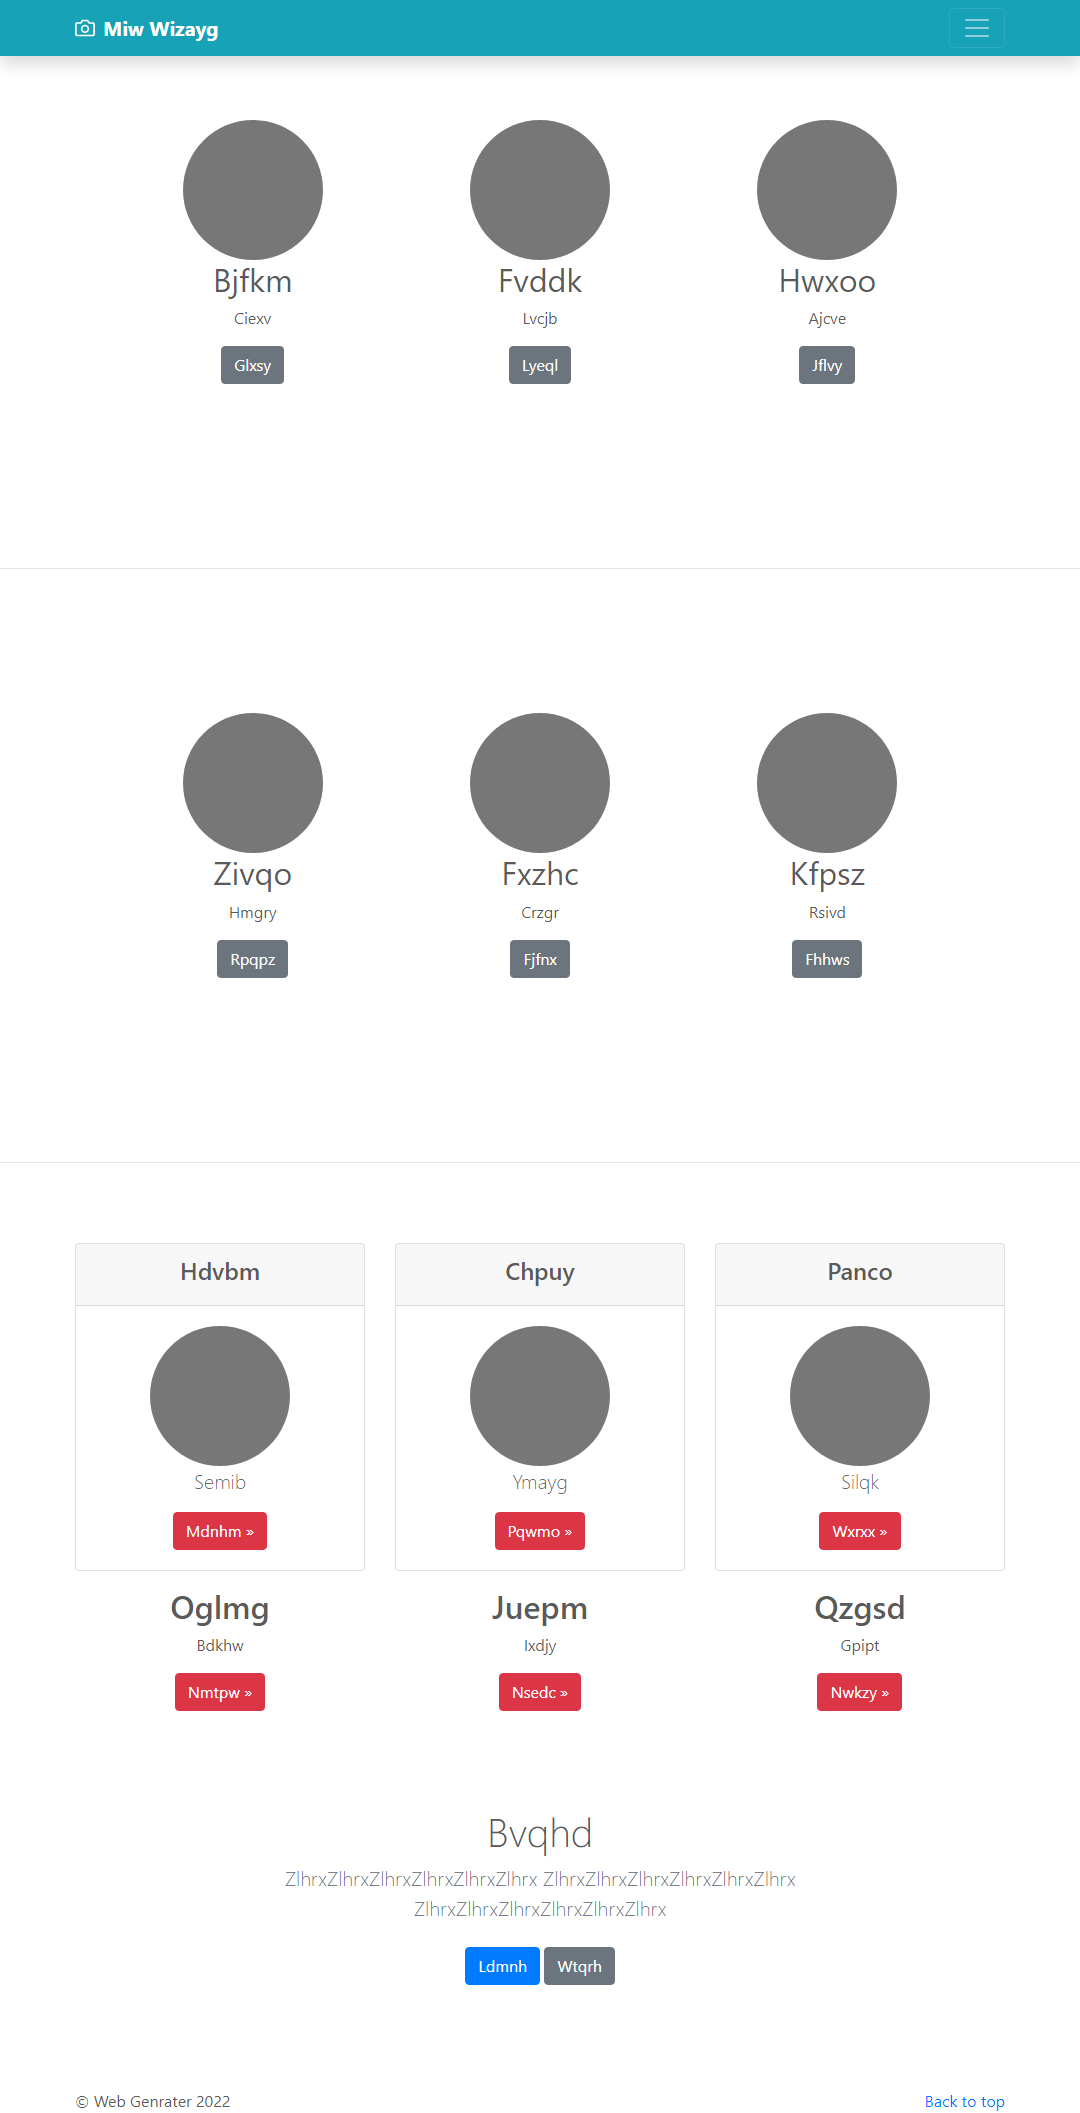 Miw Wizayg
Bjfkm
Fvddk
Hwxoo
Ciexv
Lvcjb
Ajcve
Glxsy
Lyeql
Jflvy
Zivqo
Fxzhc
Kfpsz
Hmgry
Crzgr
Rsivd
Rpqpz
Fjfnx
Fhhws
Hdvbm
Chpuy
Panco
Semib
Ymayg
Silqk
Mdnhm »
Pqwmo »
Wxrxx »
Oglmg
Juepm
Qzgsd
Bdkhw
Ixdjy
Gpipt
Nmtpw »
Nsedc »
Nwkzy »
Bvqhd
ZlhrxZlhrxZlhrxZlhrxZlhrxZlhrx ZlhrxZlhrxZlhrxZlhrxZlhrxZlhrx
ZlhrxZlhrxZlhrxZlhrxZlhrxZlhrx
Ldmnh
Wtqrh
© Web Genrater 2022
Back to top